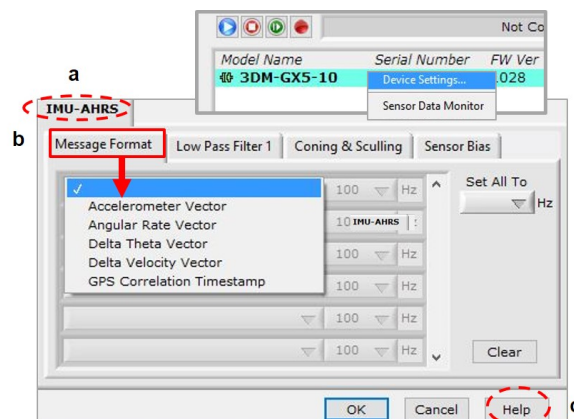 Not Co
Model Name Serial Number FW Ver
3DM-GX5-10 .028
Device Settings...
Sensor Data Monitor
a
IMU-AHRS
b
Message Format Low Pass Filter 1 Coning & Sculling Sensor Bias
Set All To
Hz
✓
Accelerometer Vector
Angular Rate Vector
Delta Theta Vector
Delta Velocity Vector
GPS Correlation Timestamp
100 Hz
10 IMU-AHRS
100 Hz
100 Hz
100 Hz
100 Hz
Clear
OK Cancel Help